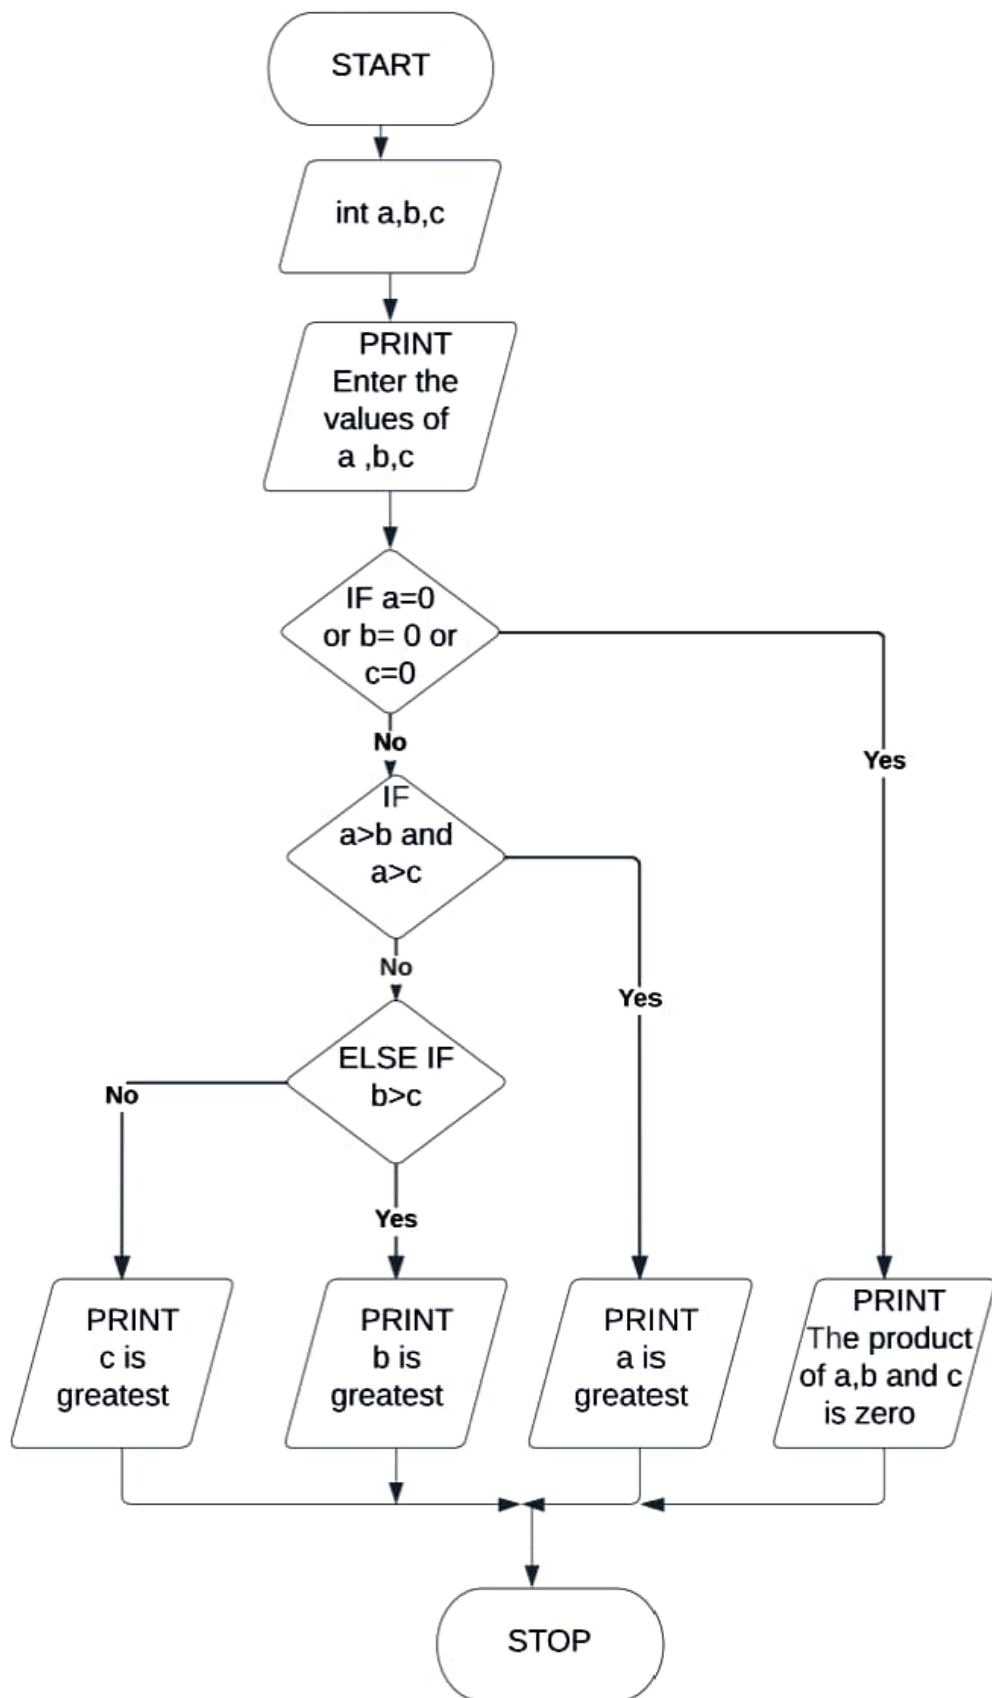 START
int a,b,c
PRINT
Enter the
values of
a ,b,c
IF a=0
or b= 0 or
c=0
No
Yes
IF
a>b and
a>c
No
Yes
ELSE IF
b>c
No
Yes
PRINT
c is
greatest
PRINT
b is
greatest
PRINT
a is
greatest
PRINT
The product
of a,b and c
is zero
STOP